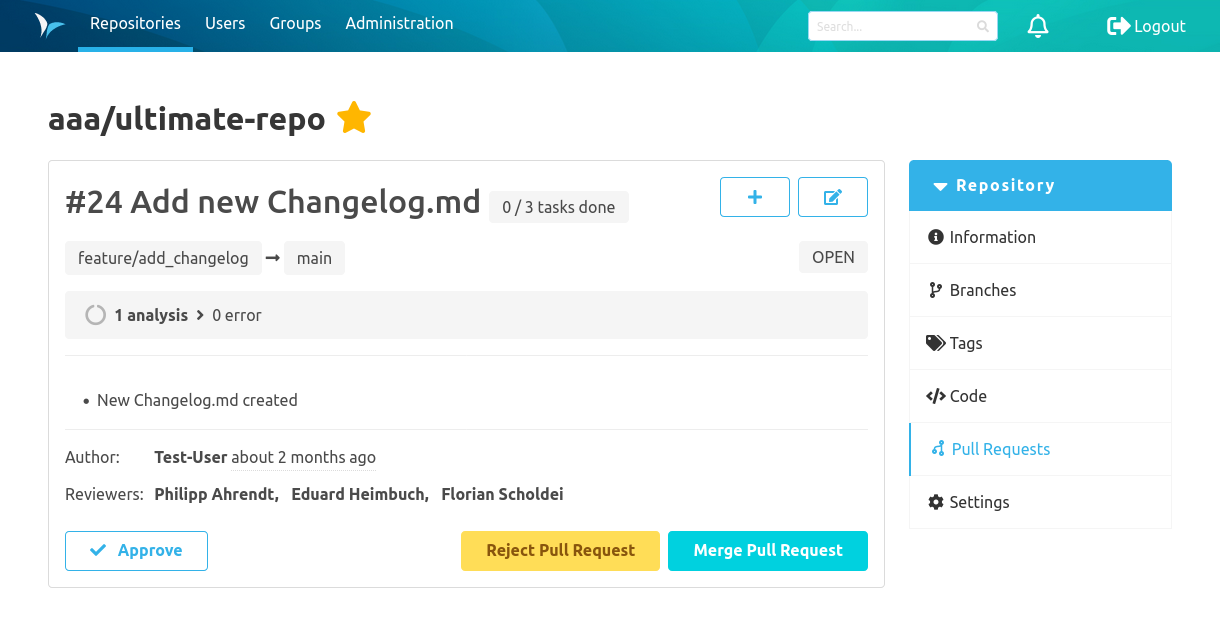 Repositories Users Groups Administration Search... Logout
aaa/ultimate-repo
#24 Add new Changelog.md 0 / 3 tasks done
feature/add_changelog main OPEN
1 analysis 0 error
• New Changelog.md created
Author: Test-User about 2 months ago
Reviewers: Philipp Ahrendt, Eduard Heimbuch, Florian Scholdei
Approve Reject Pull Request Merge Pull Request
Repository
Information
Branches
Tags
Code
Pull Requests
Settings